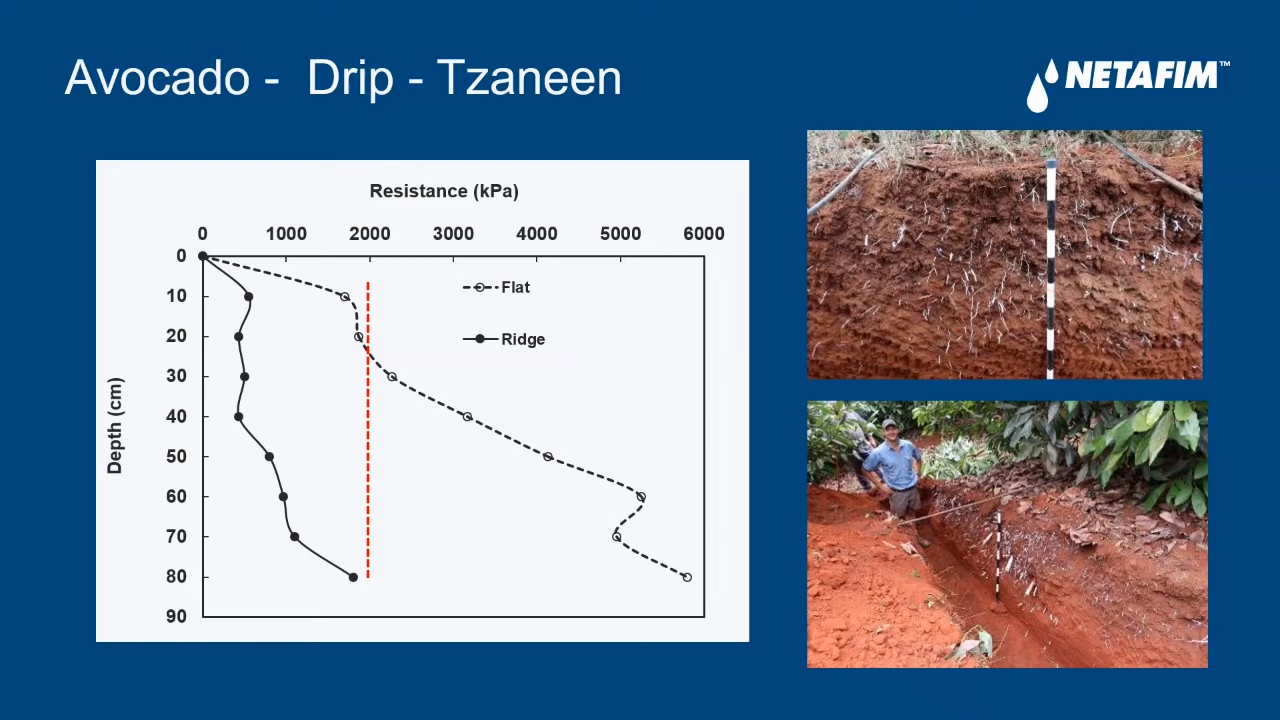 Avocado -  Drip - Tzaneen
NETAFIM™
Resistance (kPa)
0 1000 2000 3000 4000 5000 6000
0
10
20
30
40
50
60
70
80
90
Depth (cm)
Flat
Ridge